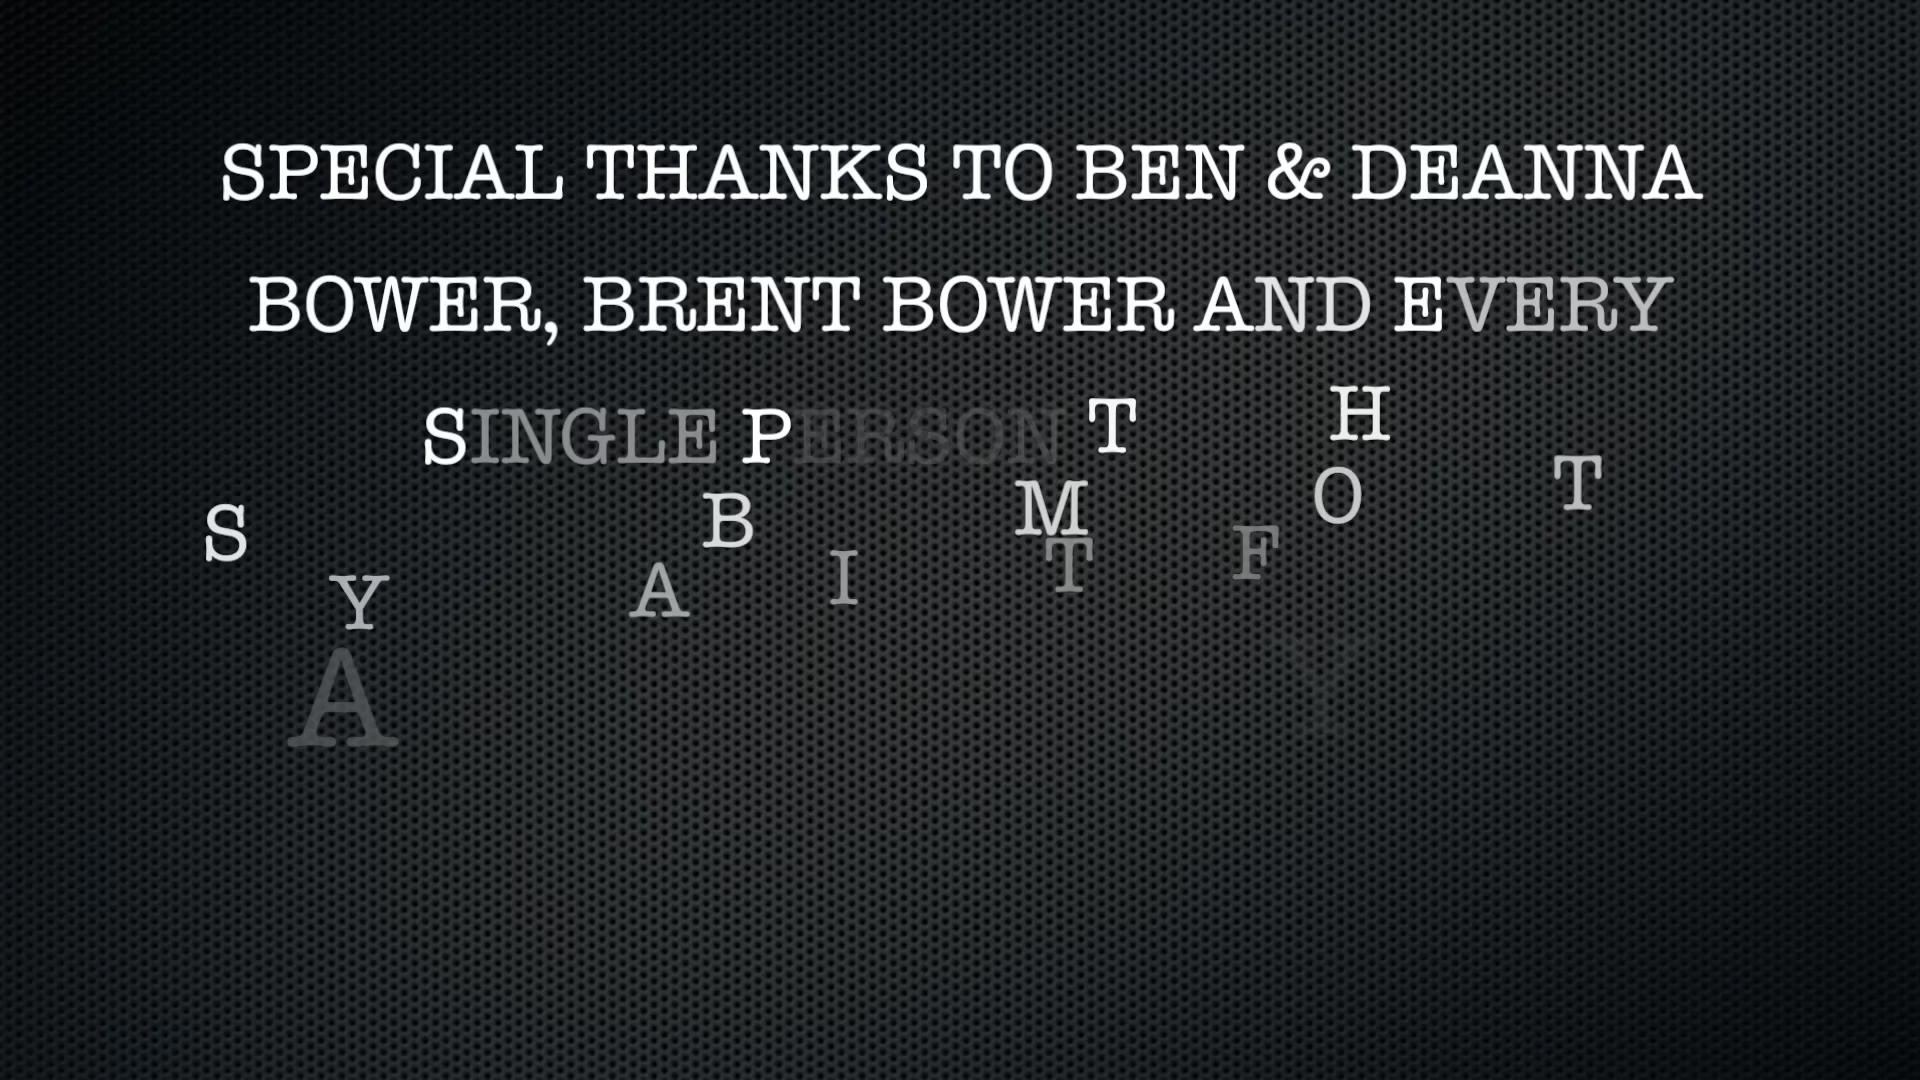 SPECIAL THANKS TO BEN & DEANNA
BOWER, BRENT BOWER AND EVERY
SINGLE PERSON T H
S B M O T
Y A I T F
A